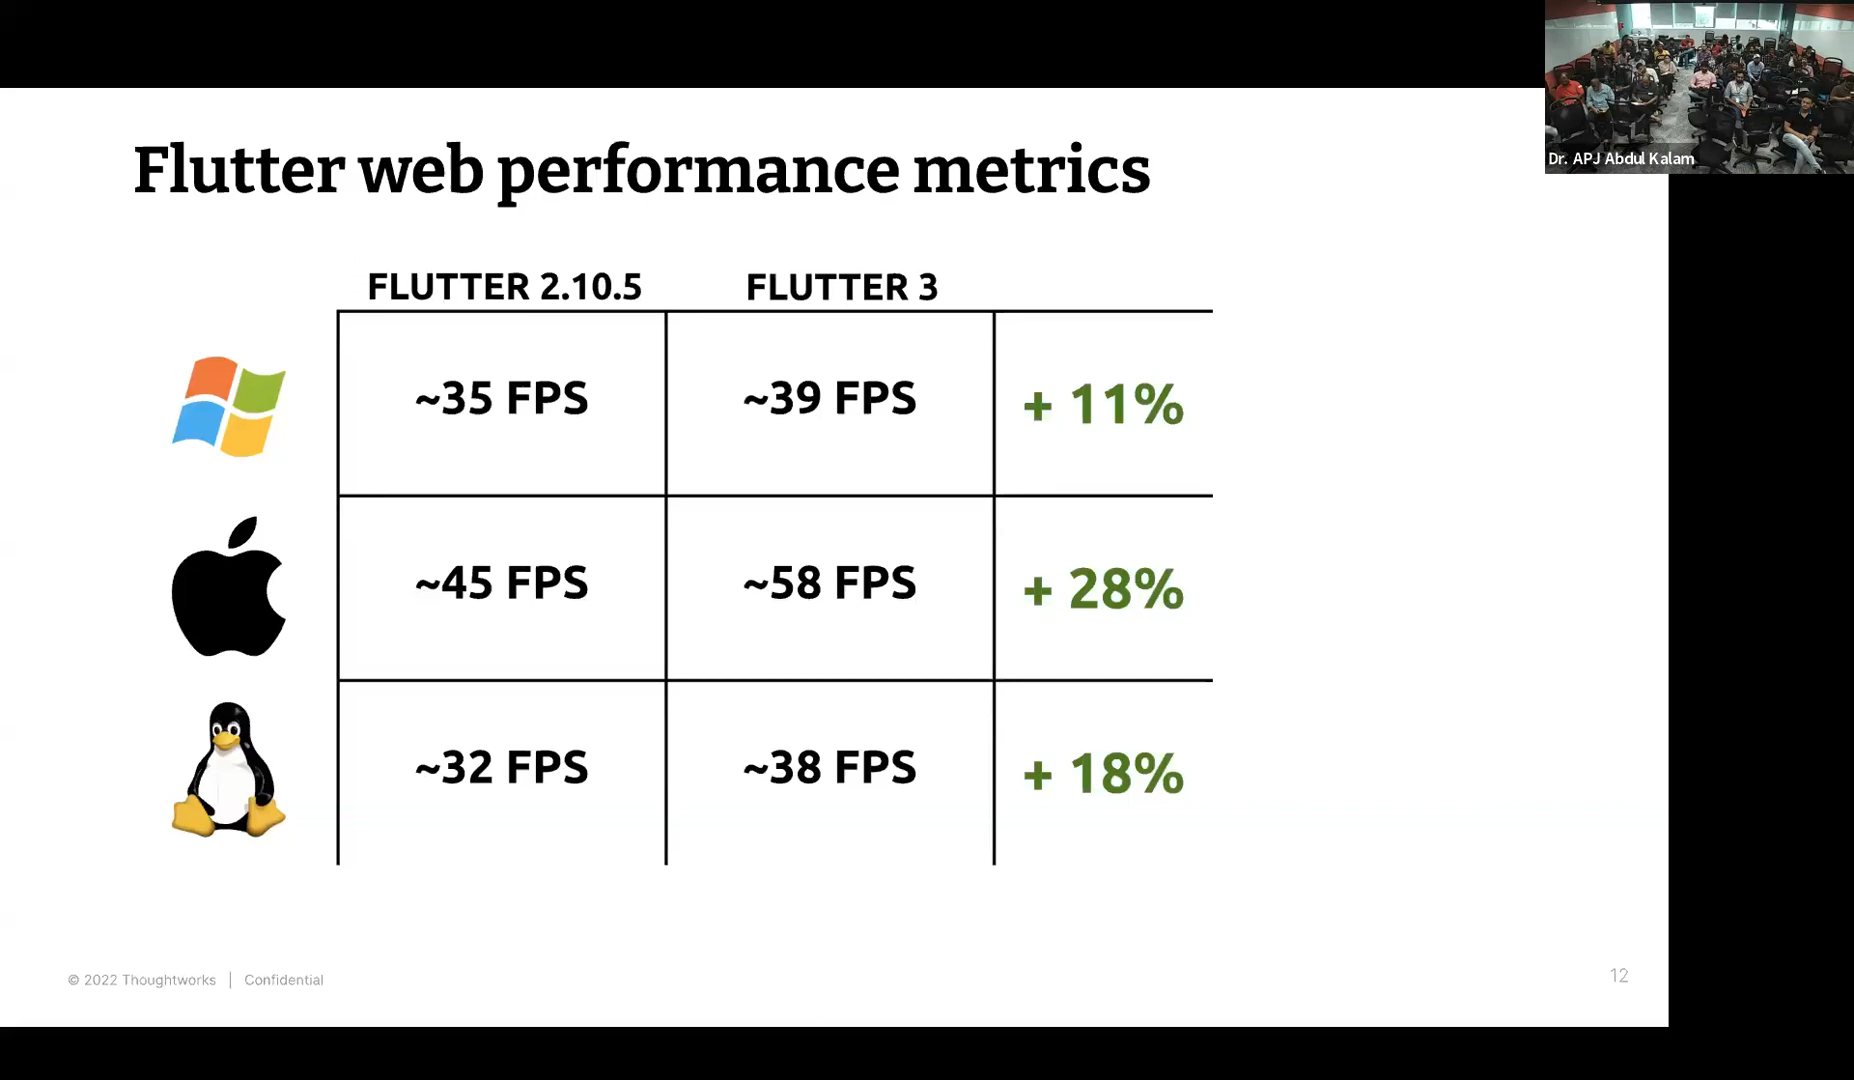 Dr. APJ Abdul Kalam
Flutter web performance metrics
FLUTTER 2.10.5 FLUTTER 3
~35 FPS ~39 FPS + 11%
~45 FPS ~58 FPS + 28%
~32 FPS ~38 FPS + 18%
© 2022 Thoughtworks | Confidential
12